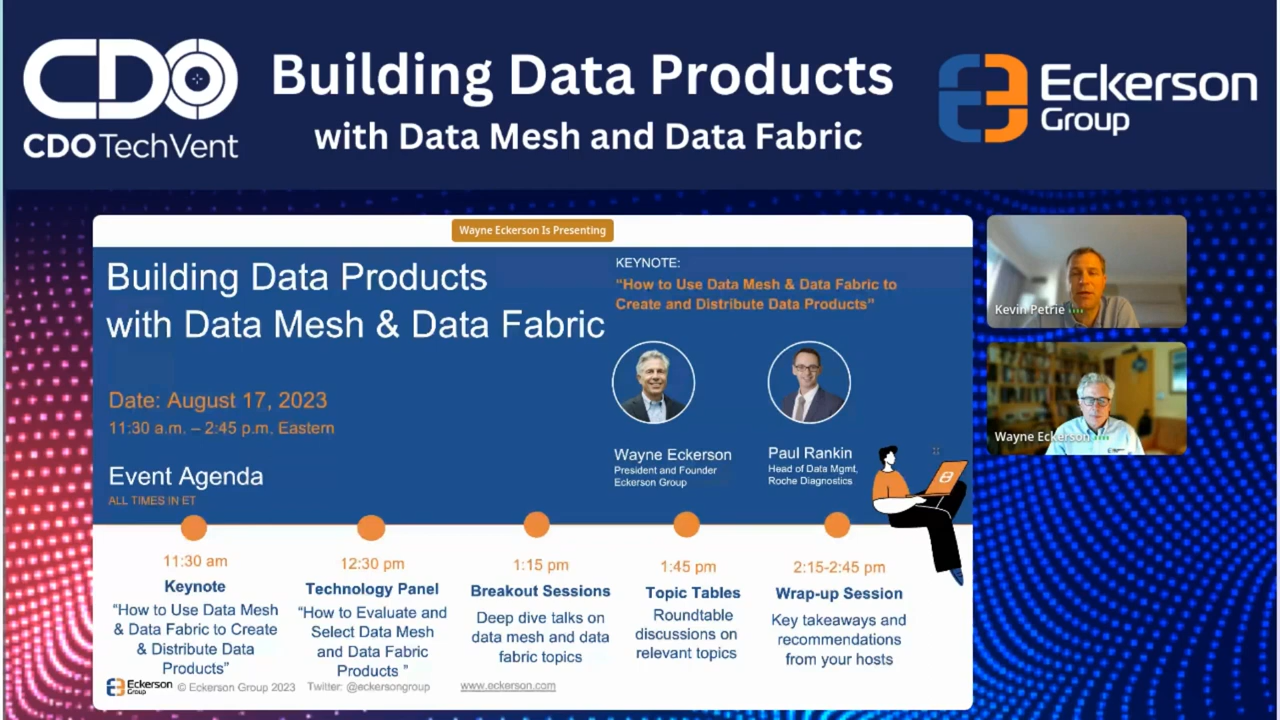 CDO
CDO TechVent
Building Data Products
with Data Mesh and Data Fabric
Eckerson
Group
Wayne Eckerson Is Presenting
Building Data Products
with Data Mesh & Data Fabric
KEYNOTE:
“How to Use Data Mesh & Data Fabric to
Create and Distribute Data Products”
Date: August 17, 2023
11:30 a.m. – 2:45 p.m. Eastern
Wayne Eckerson
President and Founder
Eckerson Group
Paul Rankin
Head of Data Mgmt,
Roche Diagnostics
Event Agenda
ALL TIMES IN ET
11:30 am
Keynote
“How to Use Data Mesh
& Data Fabric to Create
& Distribute Data
Products”
12:30 pm
Technology Panel
“How to Evaluate and
Select Data Mesh
and Data Fabric
Products ”
1:15 pm
Breakout Sessions
Deep dive talks on
data mesh and data
fabric topics
1:45 pm
Topic Tables
Roundtable
discussions on
relevant topics
2:15-2:45 pm
Wrap-up Session
Key takeaways and
recommendations
from your hosts
Eckerson
Group
© Eckerson Group 2023
Twitter: @eckersongroup
www.eckerson.com
Kevin Petrie
Wayne Eckerson